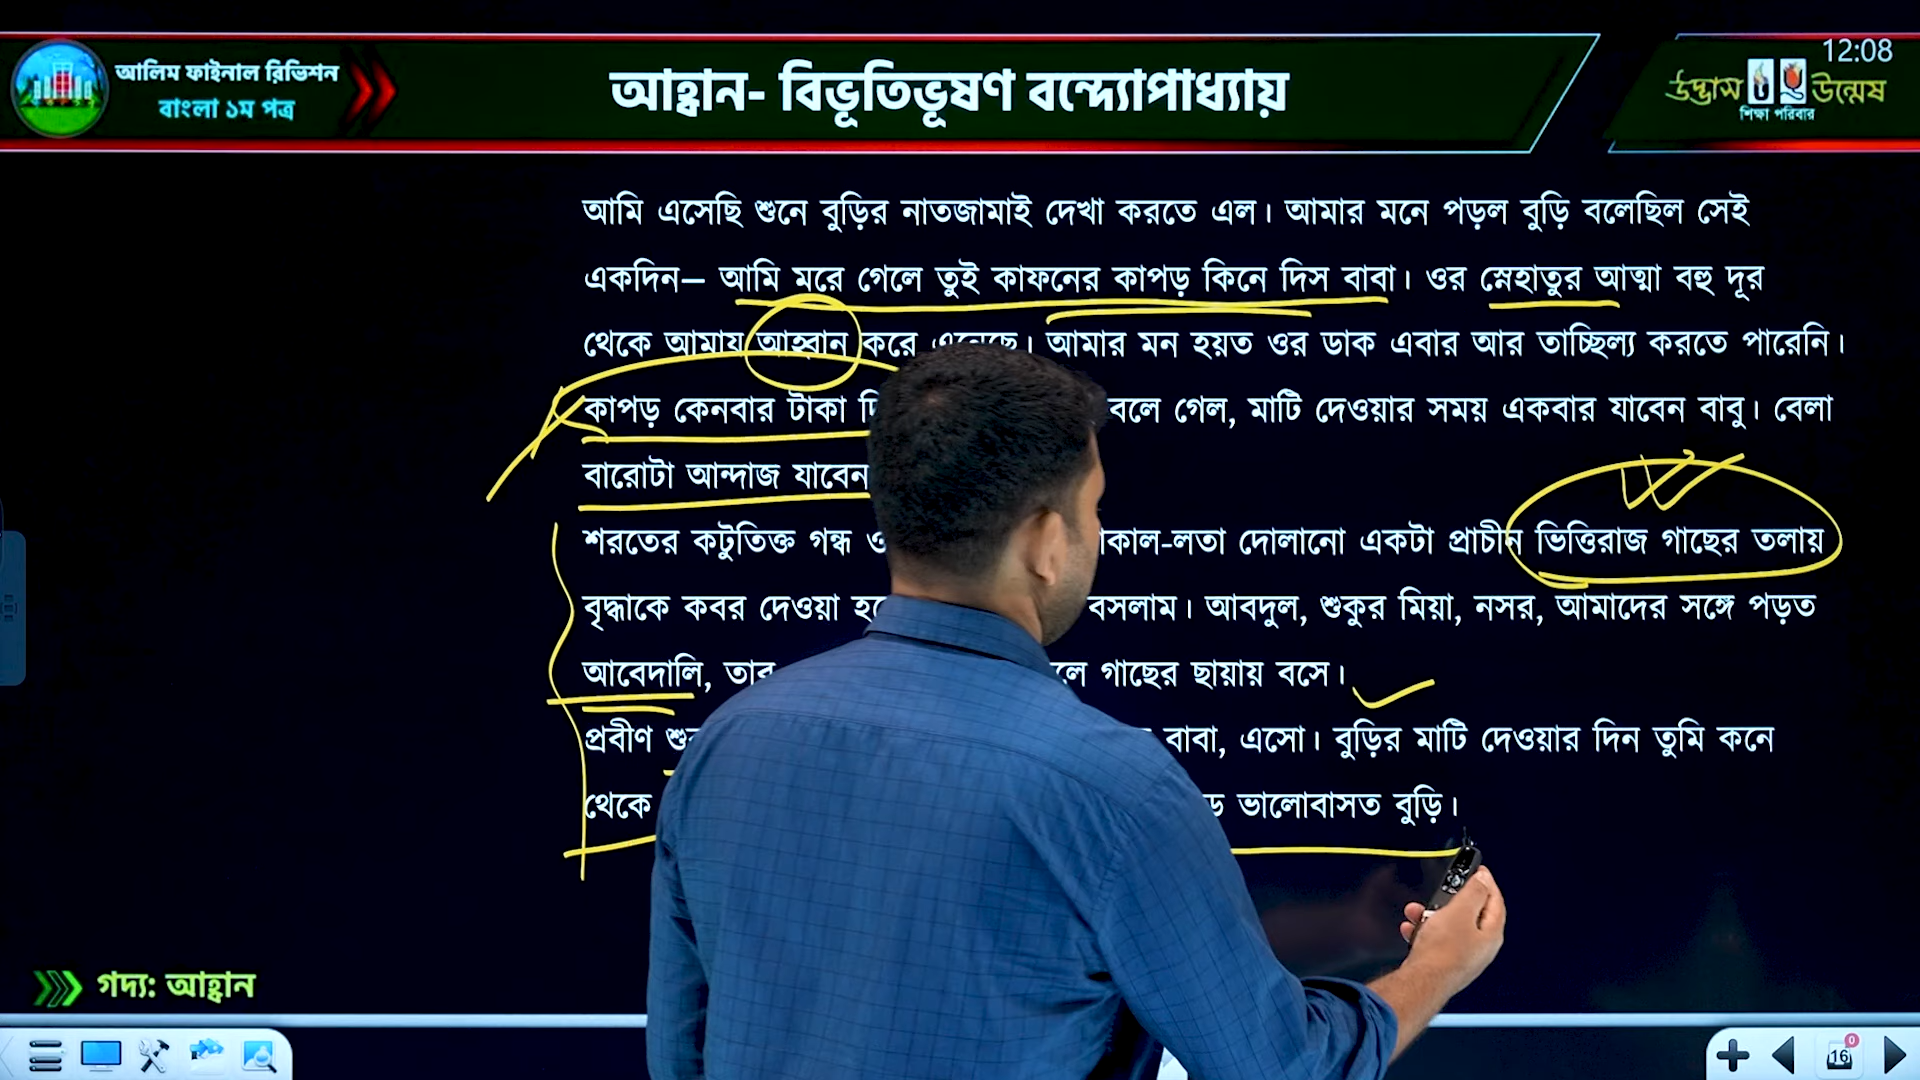 আলিম ফাইনাল রিভিশন
বাংলা ১ম পত্র
আহ্বান- বিভূতিভূষণ বন্দ্যোপাধ্যায়
12:08
উদ্ভাস উন্মেষ
শিক্ষা পরিবার
আমি এসেছি শুনে বুড়ির নাতজামাই দেখা করতে এল। আমার মনে পড়ল বুড়ি বলেছিল সেই
একদিন— আমি মরে গেলে তুই কাফনের কাপড় কিনে দিস বাবা। ওর স্নেহাতুর আত্মা বহু দূর
থেকে আমায় আহ্বান করে এনেছে। আমার মন হয়ত ওর ডাক এবার আর তাচ্ছিল্য করতে পারেনি।
কাপড় কেনবার টাকা বলে গেল, মাটি দেওয়ার সময় একবার যাবেন বাবু। বেলা
বারোটা আন্দাজ যাবেন
শরতের কটুতিক্ত গন্ধ দোলানো একটা প্রাচীন ভিত্তিরাজ গাছের তলায়
বৃদ্ধাকে কবর দেওয়া বসলাম। আবদুল, শুকুর মিয়া, নসর, আমাদের সঙ্গে পড়ত
আবেদালি, গাছের ছায়ায় বসে।
প্রবীণ বাবা, এসো। বুড়ির মাটি দেওয়ার দিন তুমি কনে
থেকে ভালোবাসত বুড়ি।
গদ্য: আহ্বান
16
0